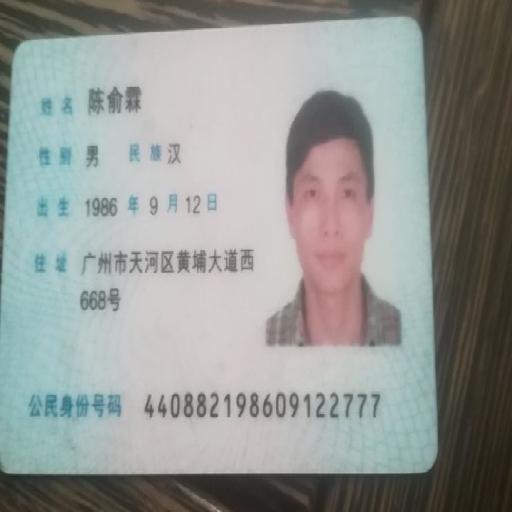 姓名 陈俞霖
性别 男 民族 汉
出生 1986 年 9 月 12 日
住址 广州市天河区黄埔大道西
668号
公民身份号码 440882198609122777